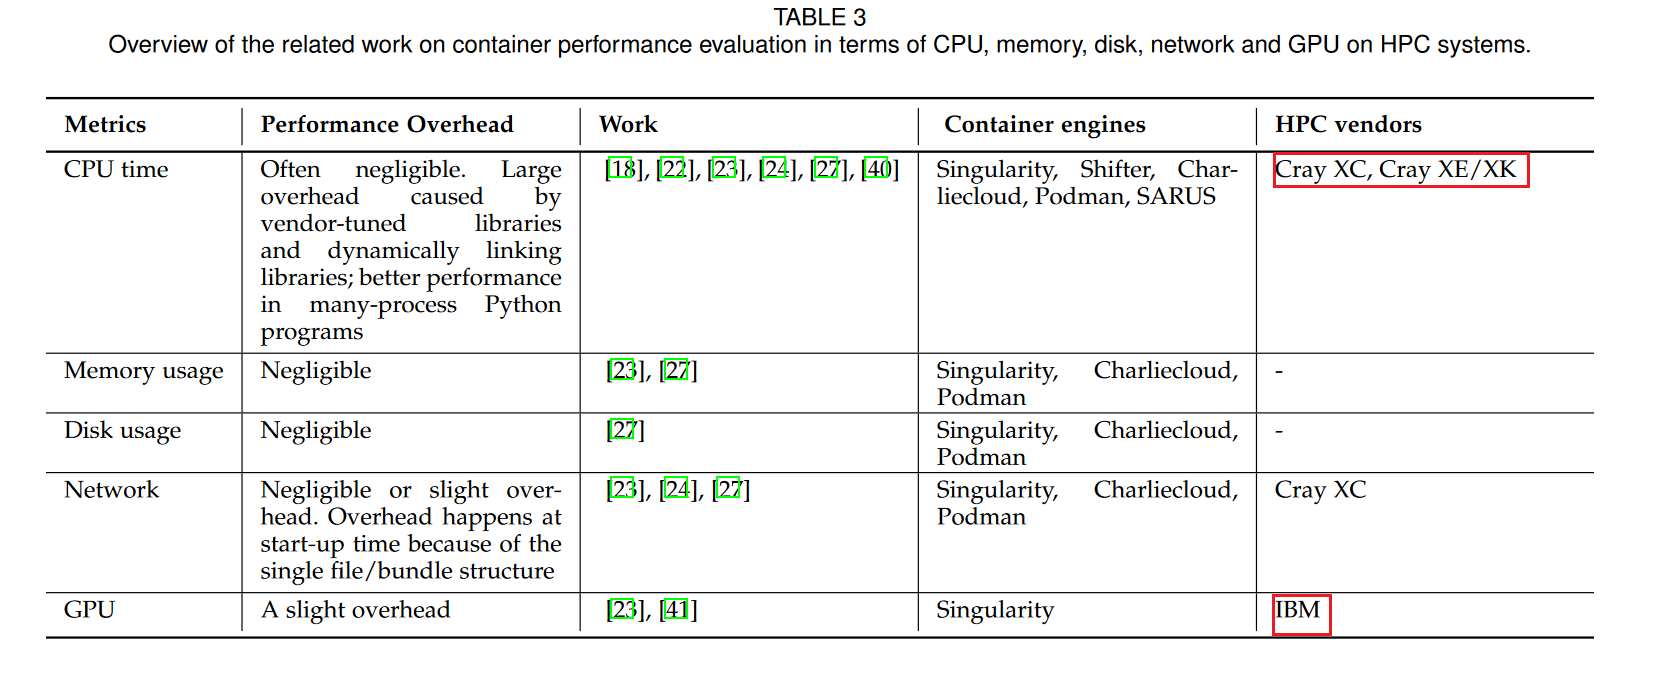 TABLE 3
Overview of the related work on container performance evaluation in terms of CPU, memory, disk, network and GPU on HPC systems.
Metrics Performance Overhead Work Container engines HPC vendors
CPU time Often negligible. Large [18], [22], [23], [24], [27], [40] Singularity, Shifter, Char- Cray XC, Cray XE/XK
overhead caused by liecloud, Podman, SARUS
vendor-tuned libraries
and dynamically linking
libraries; better performance
in many-process Python
programs
Memory usage Negligible [23], [27] Singularity, Charliecloud, -
Podman
Disk usage Negligible [27] Singularity, Charliecloud, -
Podman
Network Negligible or slight over- [23], [24], [27] Singularity, Charliecloud, Cray XC
head. Overhead happens at Podman
start-up time because of the
single file/bundle structure
GPU A slight overhead [23], [41] Singularity IBM